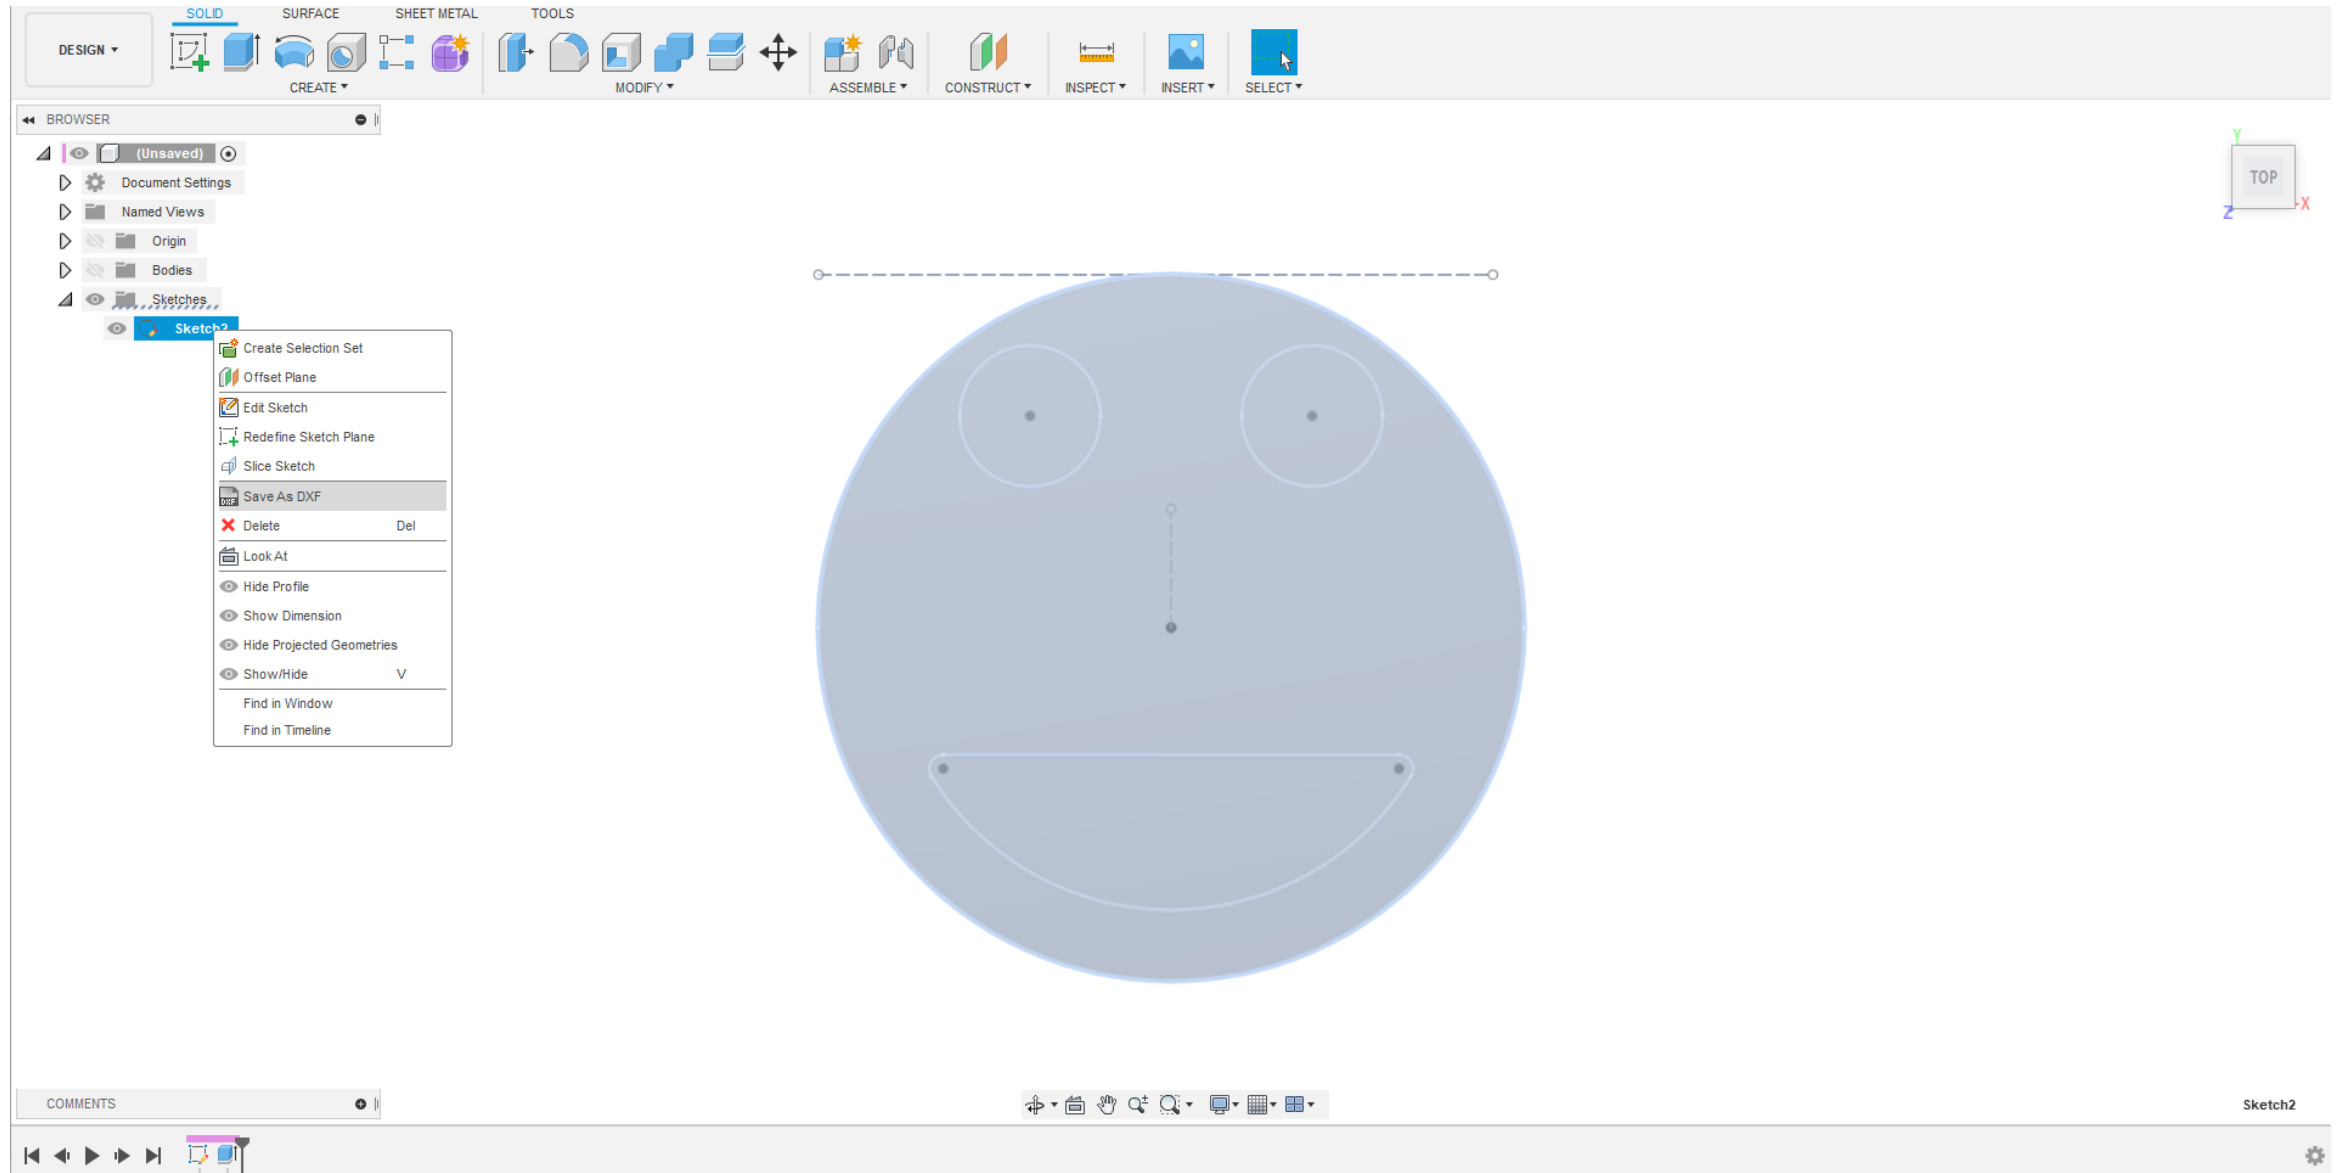 SOLID SURFACE SHEET METAL TOOLS
DESIGN
CREATE MODIFY ASSEMBLE CONSTRUCT INSPECT INSERT SELECT
BROWSER
(Unsaved)
Document Settings
Named Views
Origin
Bodies
Sketches
Sketch2
Create Selection Set
Offset Plane
Edit Sketch
Redefine Sketch Plane
Slice Sketch
DXF Save As DXF
Delete Del
Look At
Hide Profile
Show Dimension
Hide Projected Geometries
Show/Hide V
Find in Window
Find in Timeline
Y
TOP
X
Z
COMMENTS
Sketch2